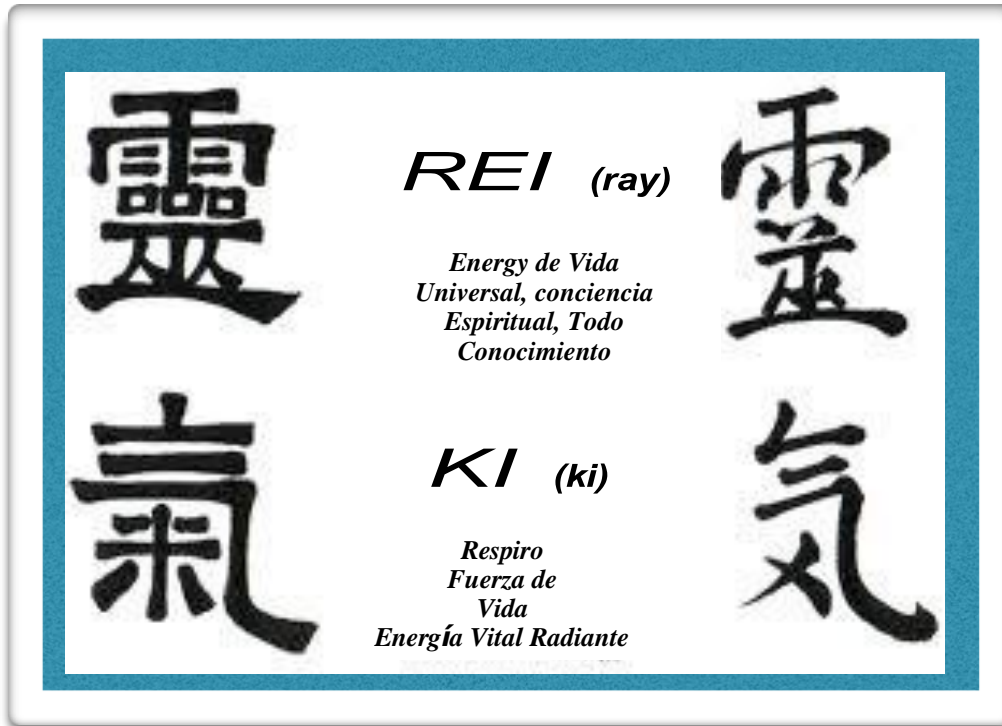 靈
REI (ray)
靈
Energy de Vida
Universal, conciencia
Espiritual, Todo
Conocimiento
氣
KI (ki)
気
Respiro
Fuerza de
Vida
Energía Vital Radiante